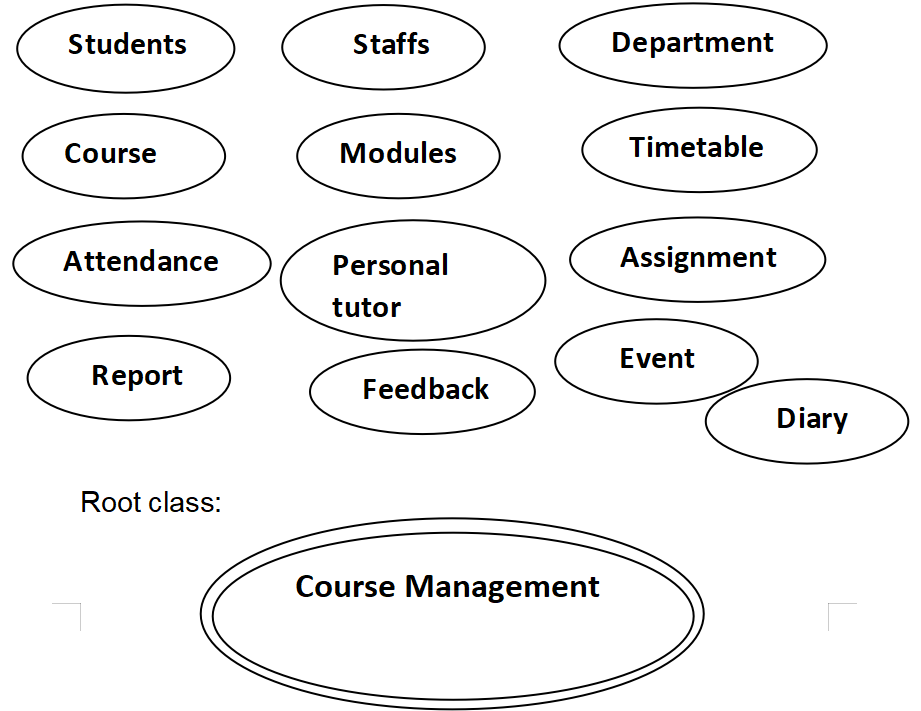 Students
Staffs
Department
Course
Modules
Timetable
Attendance
Personal
tutor
Assignment
Report
Feedback
Event
Diary
Root class:
Course Management